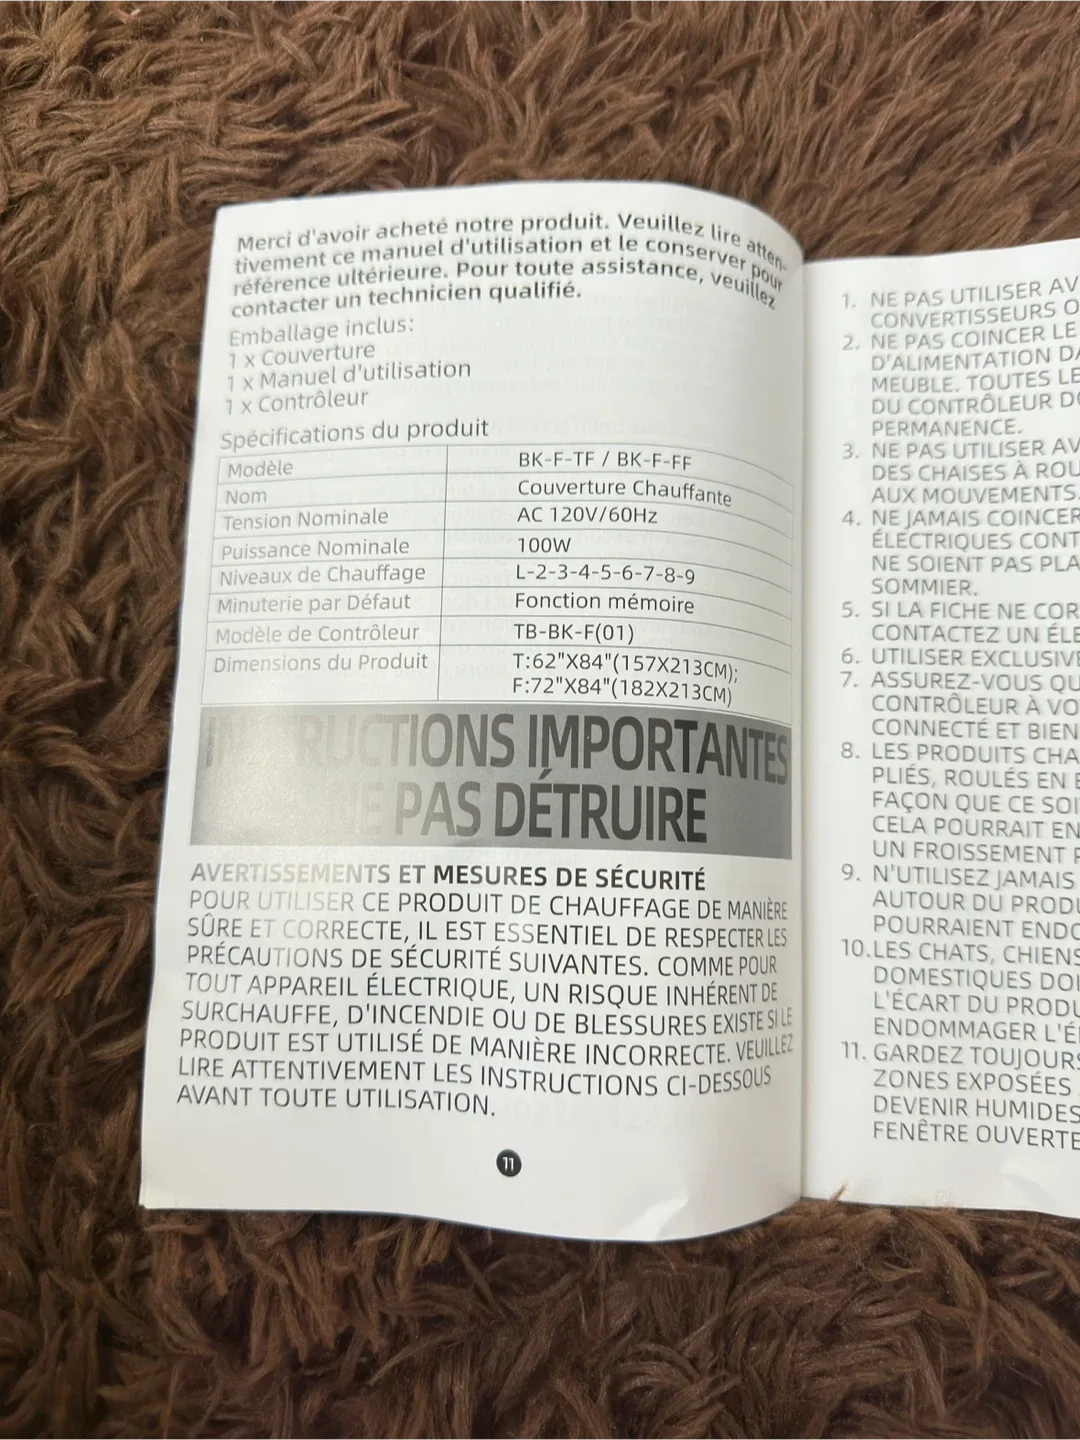 Merci d'avoir acheté notre produit. Veuillez lire atten-
tivement ce manuel d'utilisation et le conserver pour
référence ultérieure. Pour toute assistance, veuillez
contacter un technicien qualifié.
Emballage inclus:
1 x Couverture
1 x Manuel d'utilisation
1 x Contrôleur
Spécifications du produit
Modèle BK-F-TF / BK-F-FF
Nom Couverture Chauffante
Tension Nominale AC 120V/60Hz
Puissance Nominale 100W
Niveaux de Chauffage L-2-3-4-5-6-7-8-9
Minuterie par Défaut Fonction mémoire
Modèle de Contrôleur TB-BK-F(01)
Dimensions du Produit T:62"X84"(157X213CM);
F:72"X84"(182X213CM)
INSTRUCTIONS IMPORTANTES
NE PAS DÉTRUIRE
AVERTISSEMENTS ET MESURES DE SÉCURITÉ
POUR UTILISER CE PRODUIT DE CHAUFFAGE DE MANIÈRE
SÛRE ET CORRECTE, IL EST ESSENTIEL DE RESPECTER LES
PRÉCAUTIONS DE SÉCURITÉ SUIVANTES. COMME POUR
TOUT APPAREIL ÉLECTRIQUE, UN RISQUE INHÉRENT DE
SURCHAUFFE, D'INCENDIE OU DE BLESSURES EXISTE SI LE
PRODUIT EST UTILISÉ DE MANIÈRE INCORRECTE. VEUILLEZ
LIRE ATTENTIVEMENT LES INSTRUCTIONS CI-DESSOUS
AVANT TOUTE UTILISATION.
11
1. NE PAS UTILISER AV
CONVERTISSEURS O
2. NE PAS COINCER LE
D'ALIMENTATION DA
MEUBLE. TOUTES LE
DU CONTRÔLEUR DO
PERMANENCE.
3. NE PAS UTILISER AV
DES CHAISES À ROU
AUX MOUVEMENTS.
4. NE JAMAIS COINCER
ÉLECTRIQUES CONT
NE SOIENT PAS PLA
SOMMIER.
5. SI LA FICHE NE COR
CONTACTEZ UN ÉLE
6. UTILISER EXCLUSIVE
7. ASSUREZ-VOUS QU
CONTRÔLEUR À VO
CONNECTÉ ET BIEN
8. LES PRODUITS CHA
PLIÉS, ROULÉS EN B
FAÇON QUE CE SOI
CELA POURRAIT EN
UN FROISSEMENT P
9. N'UTILISEZ JAMAIS
AUTOUR DU PRODU
POURRAIENT ENDO
10.LES CHATS, CHIENS
DOMESTIQUES DOI
L'ÉCART DU PRODU
ENDOMMAGER L'É
11. GARDEZ TOUJOURS
ZONES EXPOSÉES
DEVENIR HUMIDES
FENÊTRE OUVERTE